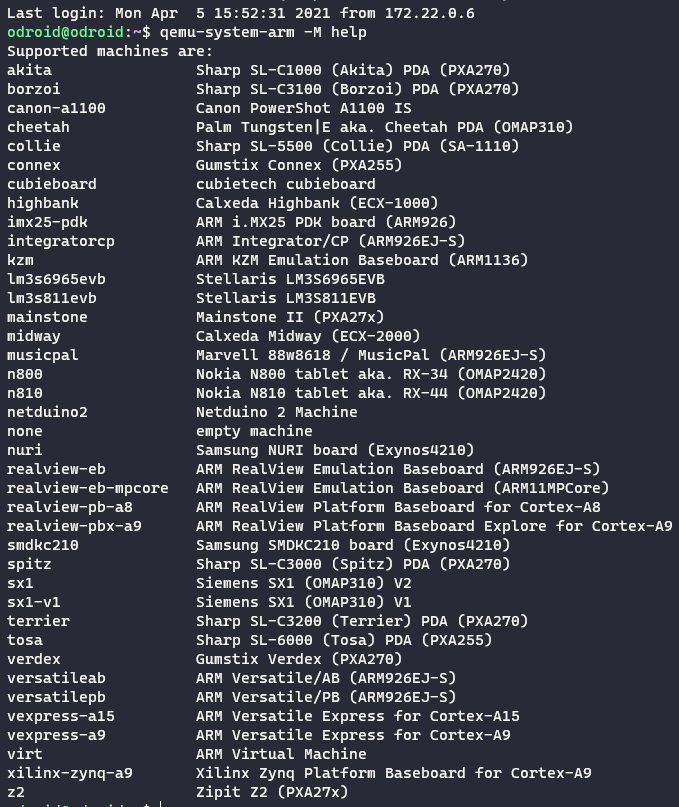 Last login: Mon Apr  5 15:52:31 2021 from 172.22.0.6
odroid@odroid:~$ qemu-system-arm -M help
Supported machines are:
akita                Sharp SL-C1000 (Akita) PDA (PXA270)
borzoi               Sharp SL-C3100 (Borzoi) PDA (PXA270)
canon-a1100          Canon PowerShot A1100 IS
cheetah              Palm Tungsten|E aka. Cheetah PDA (OMAP310)
collie               Sharp SL-5500 (Collie) PDA (SA-1110)
connex               Gumstix Connex (PXA255)
cubieboard           cubietech cubieboard
highbank             Calxeda Highbank (ECX-1000)
imx25-pdk            ARM i.MX25 PDK board (ARM926)
integratorcp         ARM Integrator/CP (ARM926EJ-S)
kzm                  ARM KZM Emulation Baseboard (ARM1136)
lm3s6965evb          Stellaris LM3S6965EVB
lm3s811evb           Stellaris LM3S811EVB
mainstone            Mainstone II (PXA27x)
midway               Calxeda Midway (ECX-2000)
musicpal             Marvell 88w8618 / MusicPal (ARM926EJ-S)
n800                 Nokia N800 tablet aka. RX-34 (OMAP2420)
n810                 Nokia N810 tablet aka. RX-44 (OMAP2420)
netduino2            Netduino 2 Machine
none                 empty machine
nuri                 Samsung NURI board (Exynos4210)
realview-eb          ARM RealView Emulation Baseboard (ARM926EJ-S)
realview-eb-mpcore   ARM RealView Emulation Baseboard (ARM11MPCore)
realview-pb-a8       ARM RealView Platform Baseboard for Cortex-A8
realview-pbx-a9      ARM RealView Platform Baseboard Explore for Cortex-A9
smdkc210             Samsung SMDKC210 board (Exynos4210)
spitz                Sharp SL-C3000 (Spitz) PDA (PXA270)
sx1                  Siemens SX1 (OMAP310) V2
sx1-v1               Siemens SX1 (OMAP310) V1
terrier              Sharp SL-C3200 (Terrier) PDA (PXA270)
tosa                 Sharp SL-6000 (Tosa) PDA (PXA255)
verdex               Gumstix Verdex (PXA270)
versatileab          ARM Versatile/AB (ARM926EJ-S)
versatilepb          ARM Versatile/PB (ARM926EJ-S)
vexpress-a15         ARM Versatile Express for Cortex-A15
vexpress-a9          ARM Versatile Express for Cortex-A9
virt                 ARM Virtual Machine
xilinx-zynq-a9       Xilinx Zynq Platform Baseboard for Cortex-A9
z2                   Zipit Z2 (PXA27x)
odroid@odroid:~$